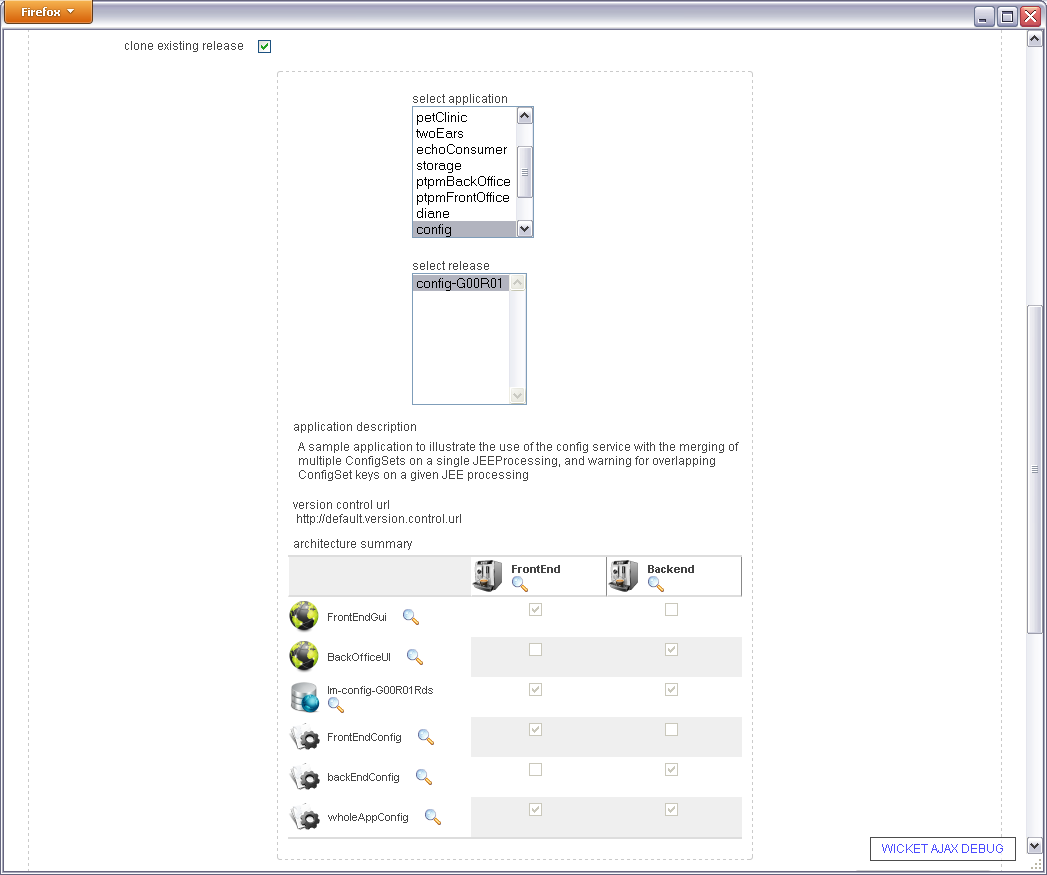 Firefox
clone existing release
select application
petClinic
twoEars
echoConsumer
storage
ptpmBackOffice
ptpmFrontOffice
diane
config
select release
config-G00R01
application description
A sample application to illustrate the use of the config service with the merging of
multiple ConfigSets on a single JEEProcessing, and warning for overlapping
ConfigSet keys on a given JEE processing
version control url
http://default.version.control.url
architecture summary
FrontEnd
Backend
FrontEndGui
BackOfficeUI
lm-config-G00R01Rds
FrontEndConfig
backEndConfig
wholeAppConfig
WICKET AJAX DEBUG